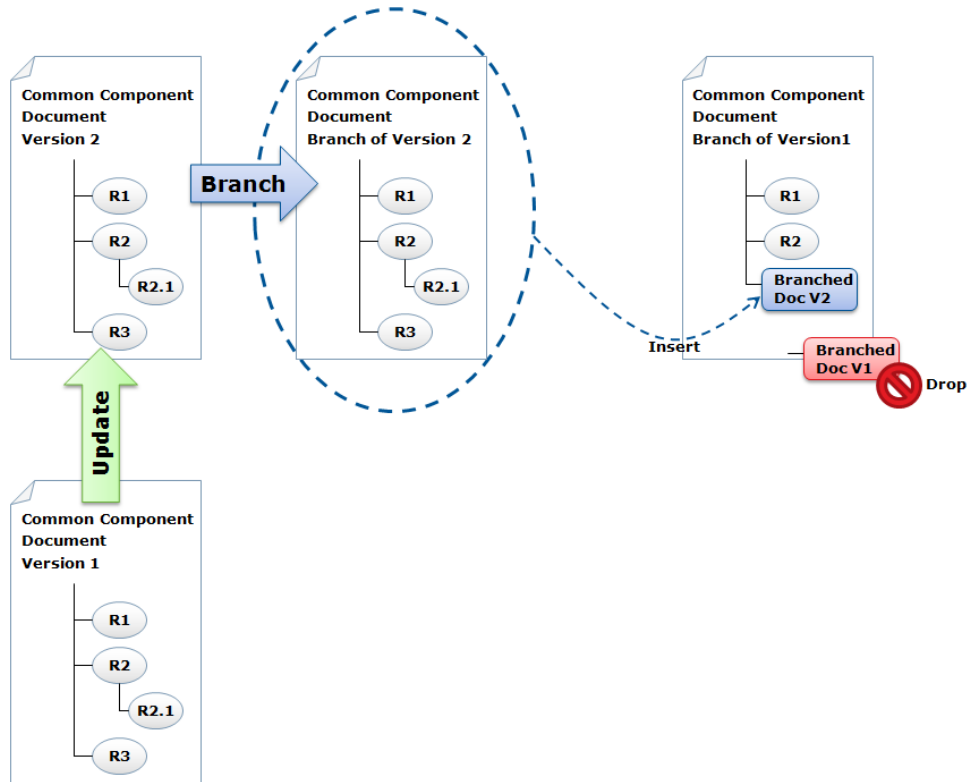 Common Component
Document
Version 2
R1
R2
R2.1
R3
Branch
Common Component
Document
Branch of Version 2
R1
R2
R2.1
R3
Common Component
Document
Branch of Version1
R1
R2
Branched
Doc V2
Insert
Branched
Doc V1
Drop
Update
Common Component
Document
Version 1
R1
R2
R2.1
R3